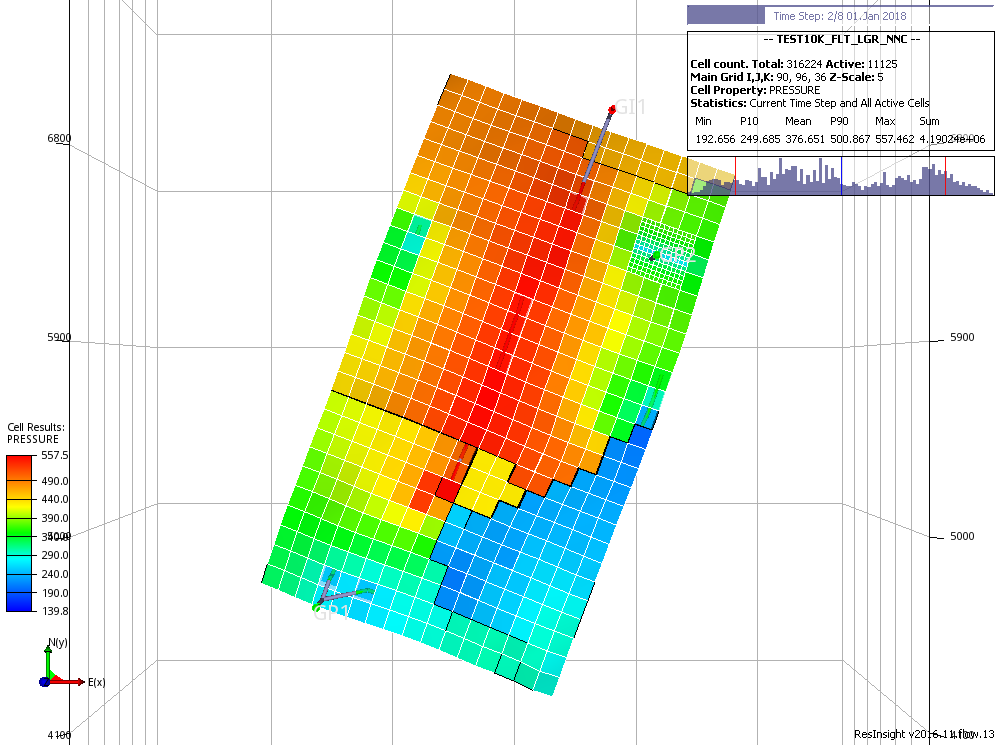 Time Step: 2/8 01.Jan 2018
-- TEST10K_FLT_LGR_NNC --
Cell count. Total: 316224 Active: 11125
Main Grid I,J,K: 90, 96, 36 Z-Scale: 5
Cell Property: PRESSURE
Statistics: Current Time Step and All Active Cells
Min P10 Mean P90 Max Sum
192.656 249.685 376.651 500.867 557.462 4.19024e+06
GI1
6800
5900
5900
Cell Results:
PRESSURE
557.5
490.0
440.0
390.0
340.0
290.0
240.0
190.0
139.8
5000
GP1
N(y)
E(x)
4100
ResInsight v2016.11.flow.13